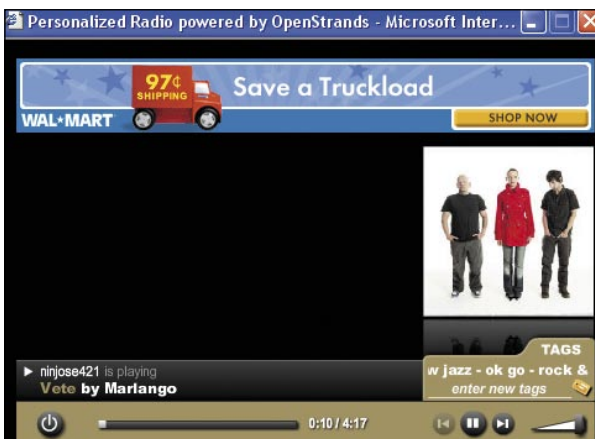 Personalized Radio powered by OpenStrands - Microsoft Inter...
97¢
SHIPPING
Save a Truckload
WAL★MART
SHOP NOW
TAGS
ninjose421 is playing
w jazz - ok go - rock &
Vete by Marlango
enter new tags
0:10 / 4:17